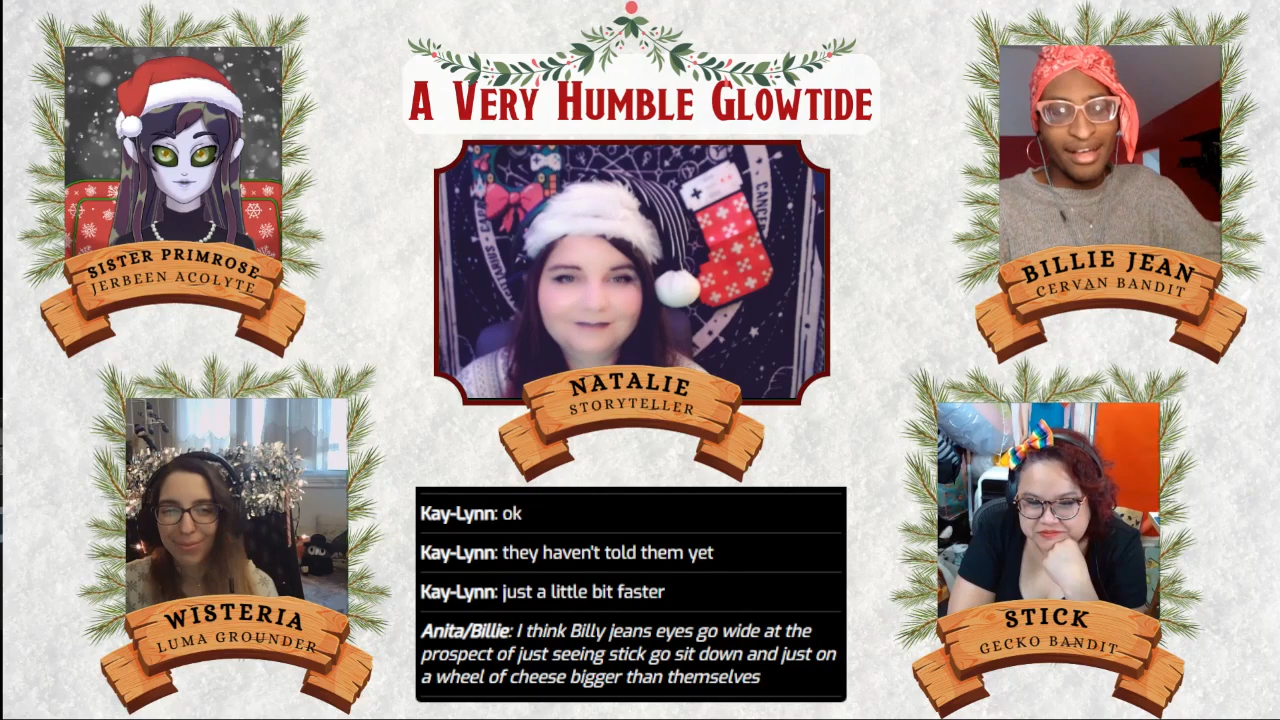 A VERY HUMBLE GLOWTIDE
SISTER PRIMROSE
JERBEEN ACOLYTE
BILLIE JEAN
CERVAN BANDIT
CANCE
NATALIE
STORYTELLER
WISTERIA
LUMA GROUNDER
STICK
GECKO BANDIT
Kay-Lynn: ok
Kay-Lynn: they haven't told them yet
Kay-Lynn: just a little bit faster
Anita/Billie: I think Billy jeans eyes go wide at the
prospect of just seeing stick go sit down and just on
a wheel of cheese bigger than themselves